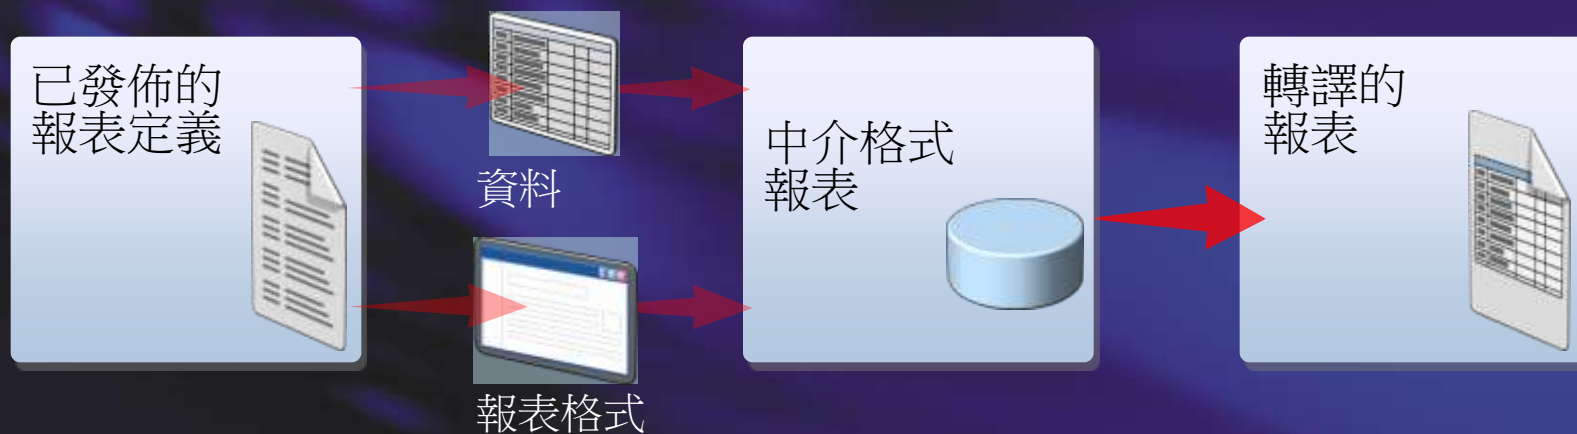 已發佈的
報表定義
資料
報表格式
中介格式
報表
轉譯的
報表